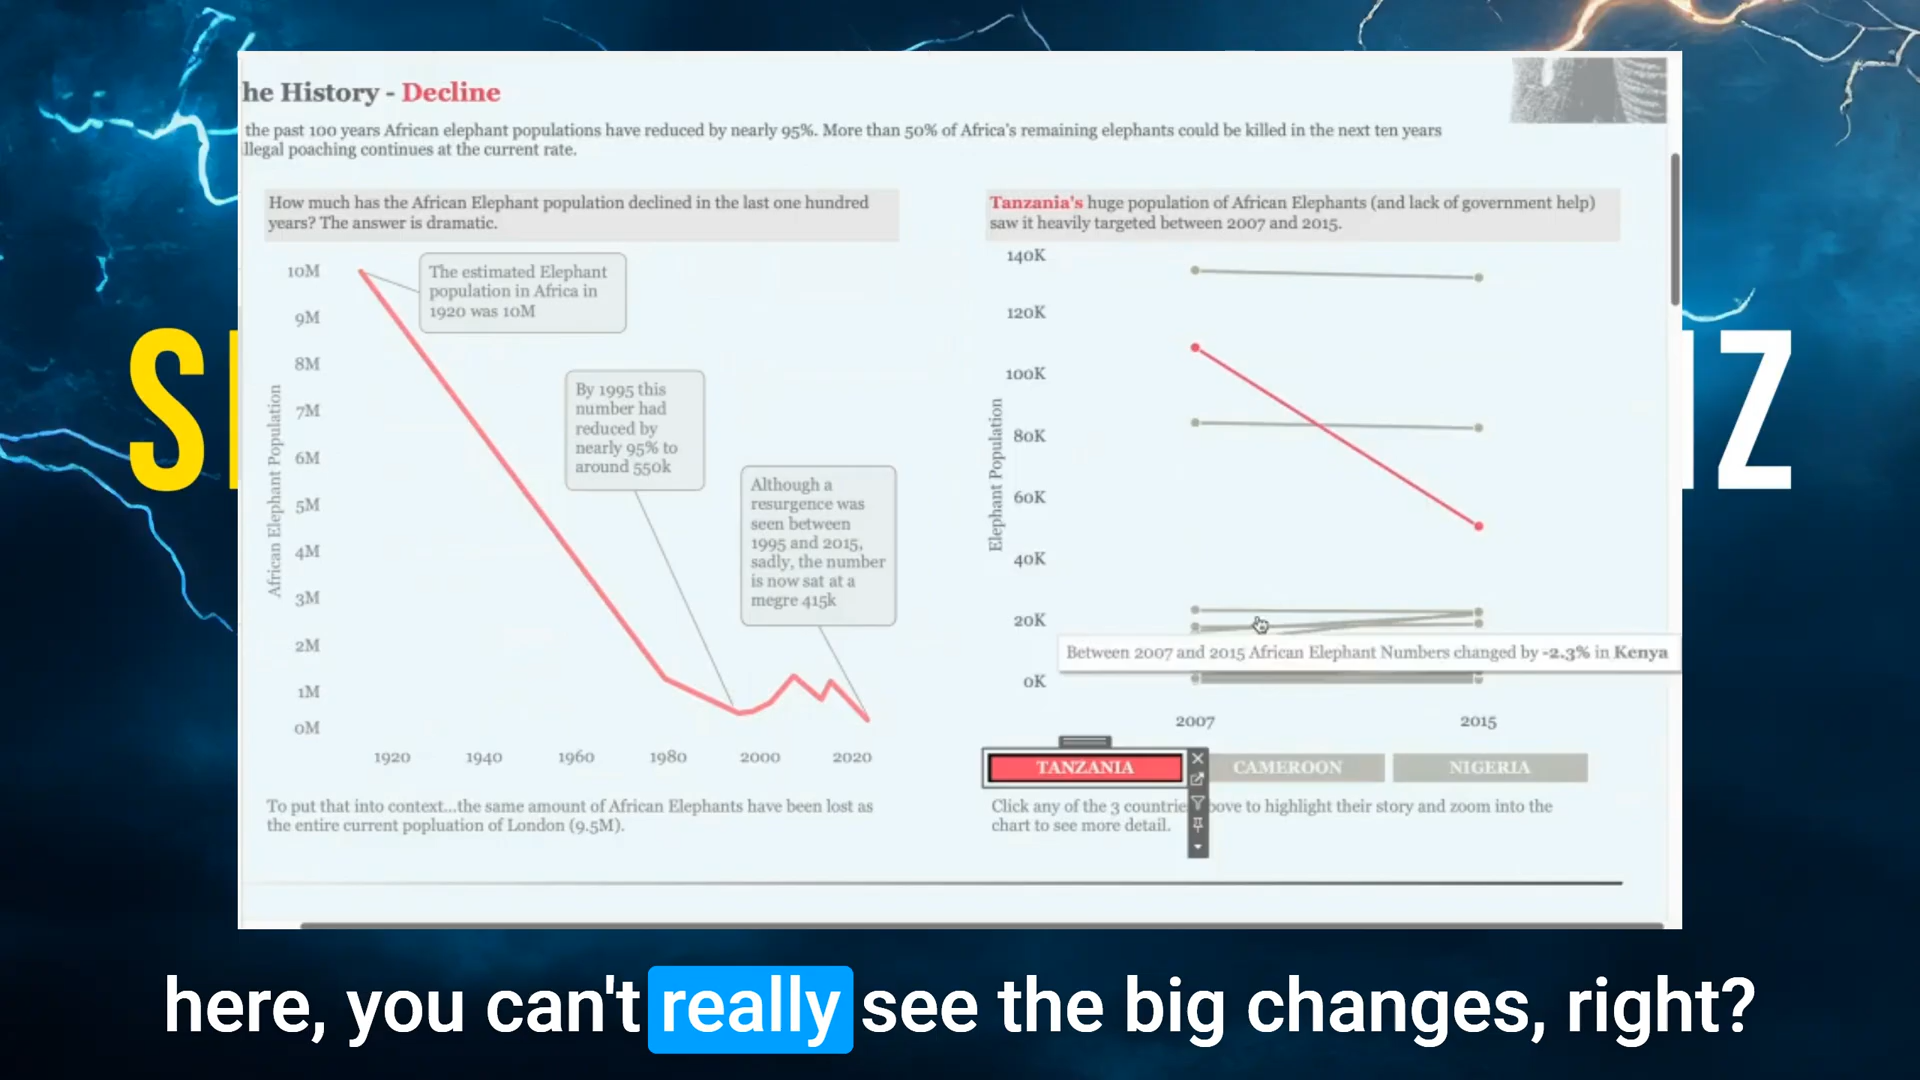 he History - Decline
the past 100 years African elephant populations have reduced by nearly 95%. More than 50% of Africa's remaining elephants could be killed in the next ten years
llegal poaching continues at the current rate.
How much has the African Elephant population declined in the last one hundred
years? The answer is dramatic.
10M
9M
8M
7M
6M
5M
4M
3M
2M
1M
0M
African Elephant Population
The estimated Elephant
population in Africa in
1920 was 10M
By 1995 this
number had
reduced by
nearly 95% to
around 550k
Although a
resurgence was
seen between
1995 and 2015,
sadly, the number
is now sat at a
megre 415k
1920 1940 1960 1980 2000 2020
To put that into context...the same amount of African Elephants have been lost as
the entire current popluation of London (9.5M).
Tanzania's huge population of African Elephants (and lack of government help)
saw it heavily targeted between 2007 and 2015.
140K
120K
100K
80K
60K
40K
20K
0K
Elephant Population
Between 2007 and 2015 African Elephant Numbers changed by -2.3% in Kenya
2007 2015
TANZANIA CAMEROON NIGERIA
Click any of the 3 countrie ove to highlight their story and zoom into the
chart to see more detail.
S
Z
here, you can't really see the big changes, right?